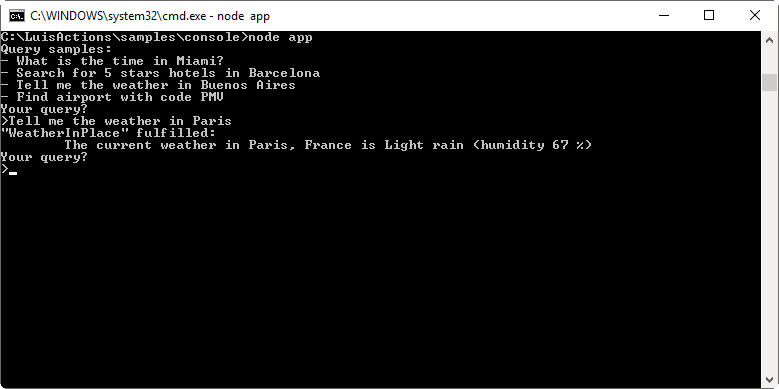 C:\WINDOWS\system32\cmd.exe - node app
C:\LuisActions\samples\console>node app
Query samples:
- What is the time in Miami?
- Search for 5 stars hotels in Barcelona
- Tell me the weather in Buenos Aires
- Find airport with code PMV
Your query?
>Tell me the weather in Paris
"WeatherInPlace" fulfilled:
        The current weather in Paris, France is Light rain (humidity 67 %)
Your query?
>_